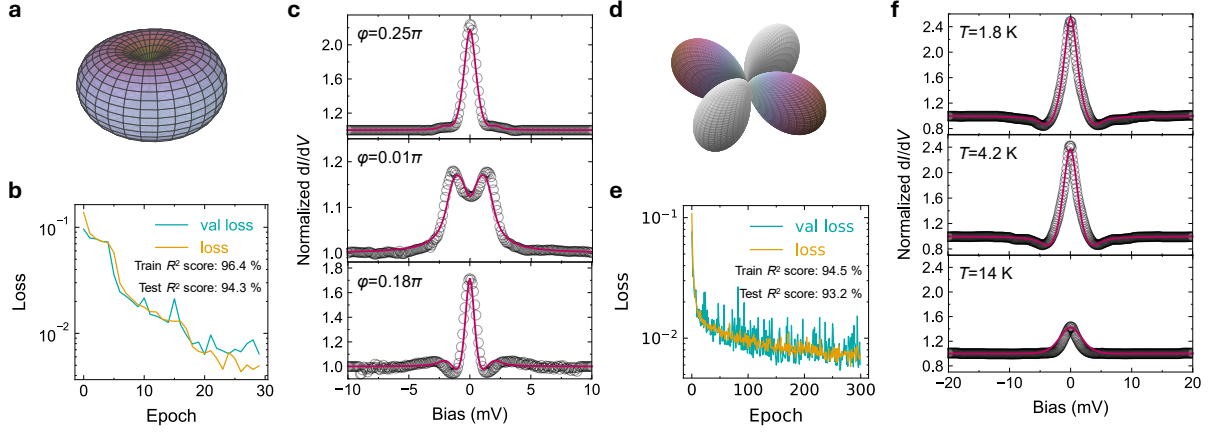 a
b
10⁻¹
10⁻²
val loss
loss
Train R² score: 96.4 %
Test R² score: 94.3 %
Loss
0
10
20
30
Epoch
c
φ=0.25π
2.0
1.6
1.2
φ=0.01π
1.2
1.1
1.0
φ=0.18π
1.8
1.6
1.4
1.2
1.0
Normalized dI/dV
−10
−5
0
5
10
Bias (mV)
d
e
10⁻¹
10⁻²
val loss
loss
Train R² score: 94.5 %
Test R² score: 93.2 %
Loss
0
100
200
300
Epoch
f
T=1.8 K
2.4
2.0
1.6
1.2
0.8
T=4.2 K
2.4
2.0
1.6
1.2
0.8
T=14 K
2.4
2.0
1.6
1.2
0.8
Normalized dI/dV
−20
−10
0
10
20
Bias (mV)